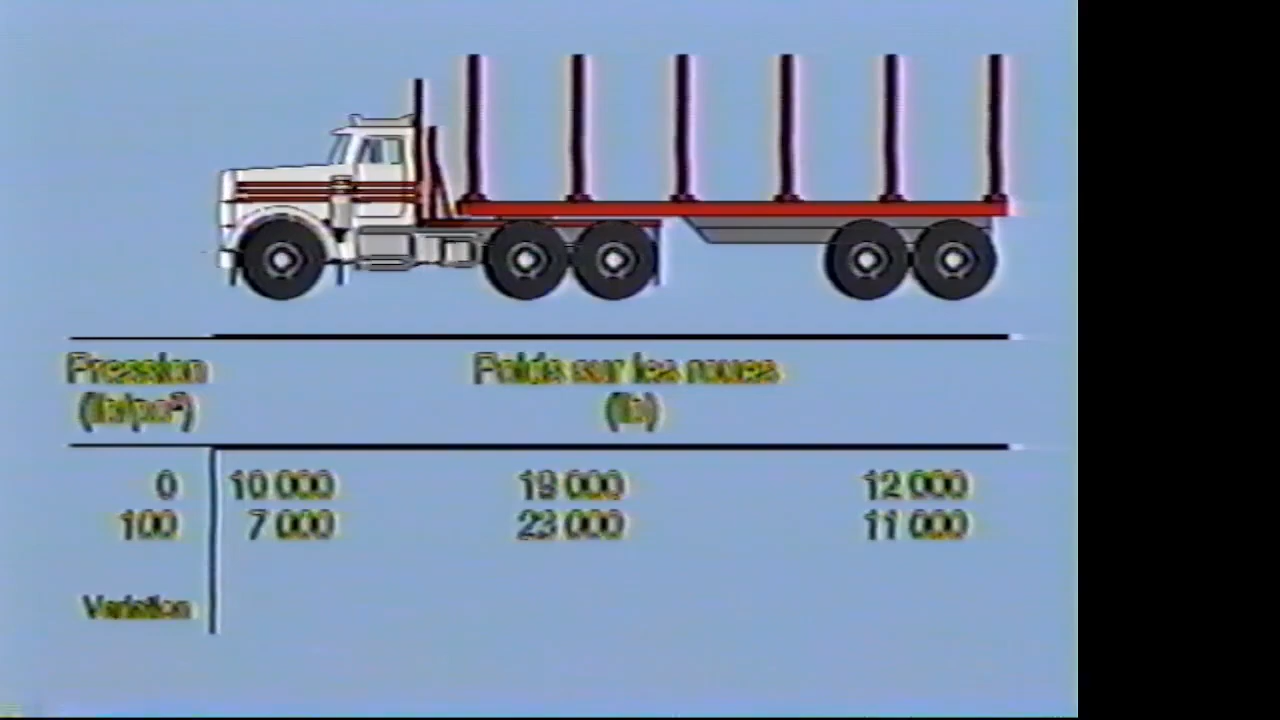 Pression Poids sur les roues
(lb/po²) (lb)
0 10 000 19 000 12 000
100 7 000 23 000 11 000
Variation